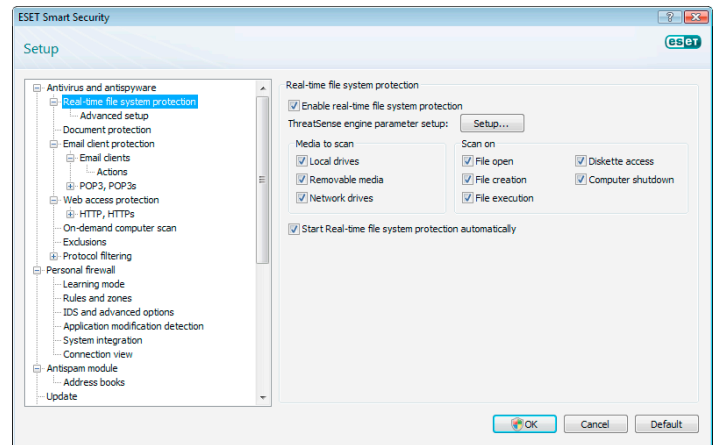 ESET Smart Security
Setup
eset
Antivirus and antispyware
Real-time file system protection
Advanced setup
Document protection
Email client protection
Email clients
Actions
POP3, POP3s
Web access protection
HTTP, HTTPs
On-demand computer scan
Exclusions
Protocol filtering
Personal firewall
Learning mode
Rules and zones
IDS and advanced options
Application modification detection
System integration
Connection view
Antispam module
Address books
Update
Real-time file system protection
Enable real-time file system protection
ThreatSense engine parameter setup: Setup...
Media to scan
Local drives
Removable media
Network drives
Scan on
File open
File creation
File execution
Diskette access
Computer shutdown
Start Real-time file system protection automatically
OK Cancel Default